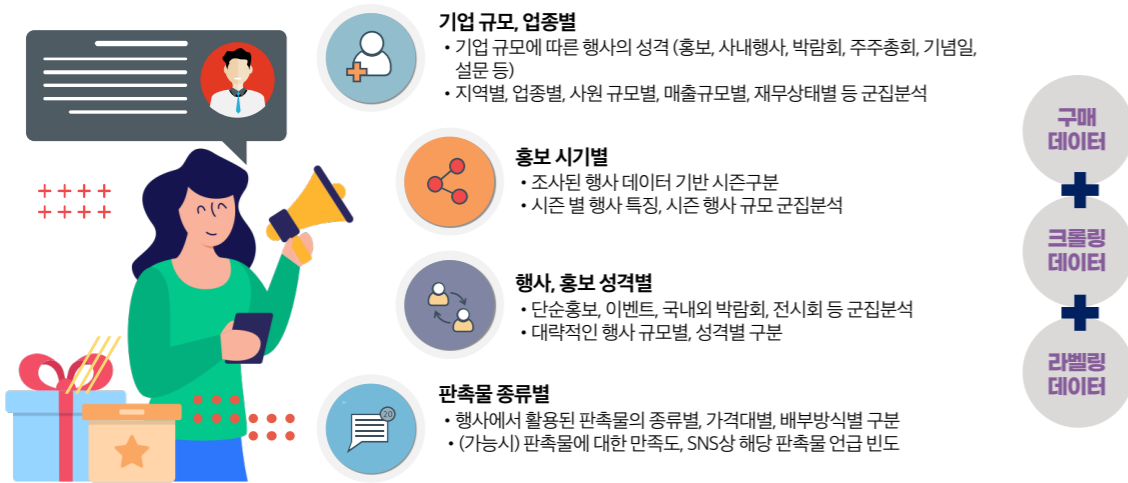 기업 규모, 업종별
• 기업 규모에 따른 행사의 성격 (홍보, 사내행사, 박람회, 주주총회, 기념일,
설문 등)
• 지역별, 업종별, 사원 규모별, 매출규모별, 재무상태별 등 군집분석
홍보 시기별
• 조사된 행사 데이터 기반 시즌구분
• 시즌 별 행사 특징, 시즌 행사 규모 군집분석
행사, 홍보 성격별
• 단순홍보, 이벤트, 국내외 박람회, 전시회 등 군집분석
• 대략적인 행사 규모별, 성격별 구분
판촉물 종류별
• 행사에서 활용된 판촉물의 종류별, 가격대별, 배부방식별 구분
• (가능시) 판촉물에 대한 만족도, SNS상 해당 판촉물 언급 빈도
20
구매
데이터
+
크롤링
데이터
+
라벨링
데이터